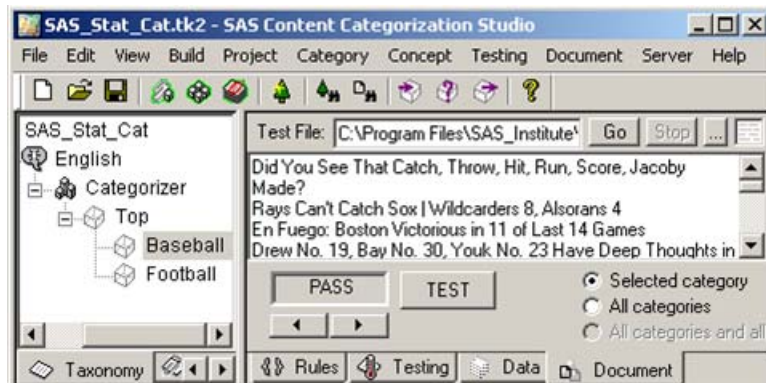 SAS_Stat_Cat.tk2 - SAS Content Categorization Studio
File Edit View Build Project Category Concept Testing Document Server Help
SAS_Stat_Cat
English
Categorizer
Top
Baseball
Football
Taxonomy
Test File: C:\Program Files\SAS_Institute\ Go Stop ...
Did You See That Catch, Throw, Hit, Run, Score, Jacoby
Made?
Rays Can't Catch Sox | Wildcarders 8, Alsorans 4
En Fuego: Boston Victorious in 11 of Last 14 Games
Drew No. 19, Bay No. 30, Youk No. 23 Have Deep Thoughts in
PASS TEST
Selected category
All categories
All categories and all
Rules Testing Data Document